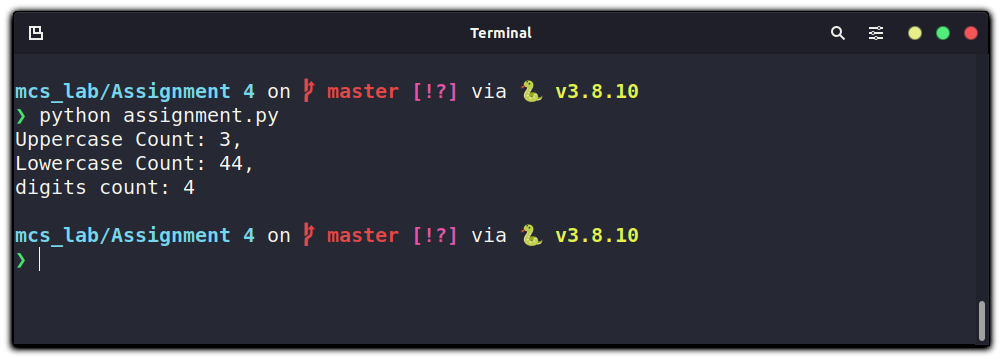 Terminal
mcs_lab/Assignment 4 on master [!?] via 🐍 v3.8.10
❯ python assignment.py
Uppercase Count: 3,
Lowercase Count: 44,
digits count: 4
mcs_lab/Assignment 4 on master [!?] via 🐍 v3.8.10
❯